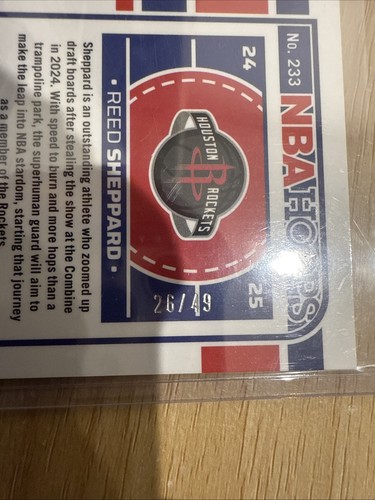 No. 233
NBAHOOPS
24
25
HOUSTON
R
ROCKETS
26/49
• REED SHEPPARD •
Sheppard is an outstanding athlete who zoomed up
draft boards after stealing the show at the Combine
in 2024. With speed to burn and more hops than a
trampoline park, the superhuman guard will aim to
make the leap into NBA stardom, starting that journey
as a member of the Rockets.